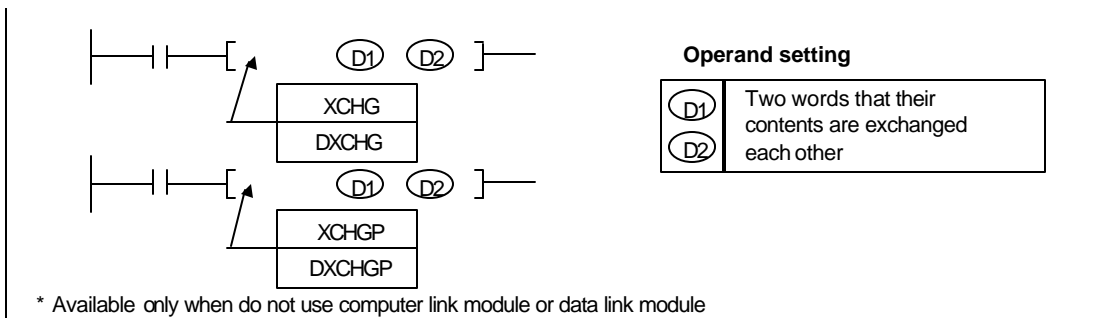 D1 D2
XCHG
DXCHG
D1 D2
XCHGP
DXCHGP
Operand setting
D1 Two words that their
contents are exchanged
D2 each other
* Available only when do not use computer link module or data link module